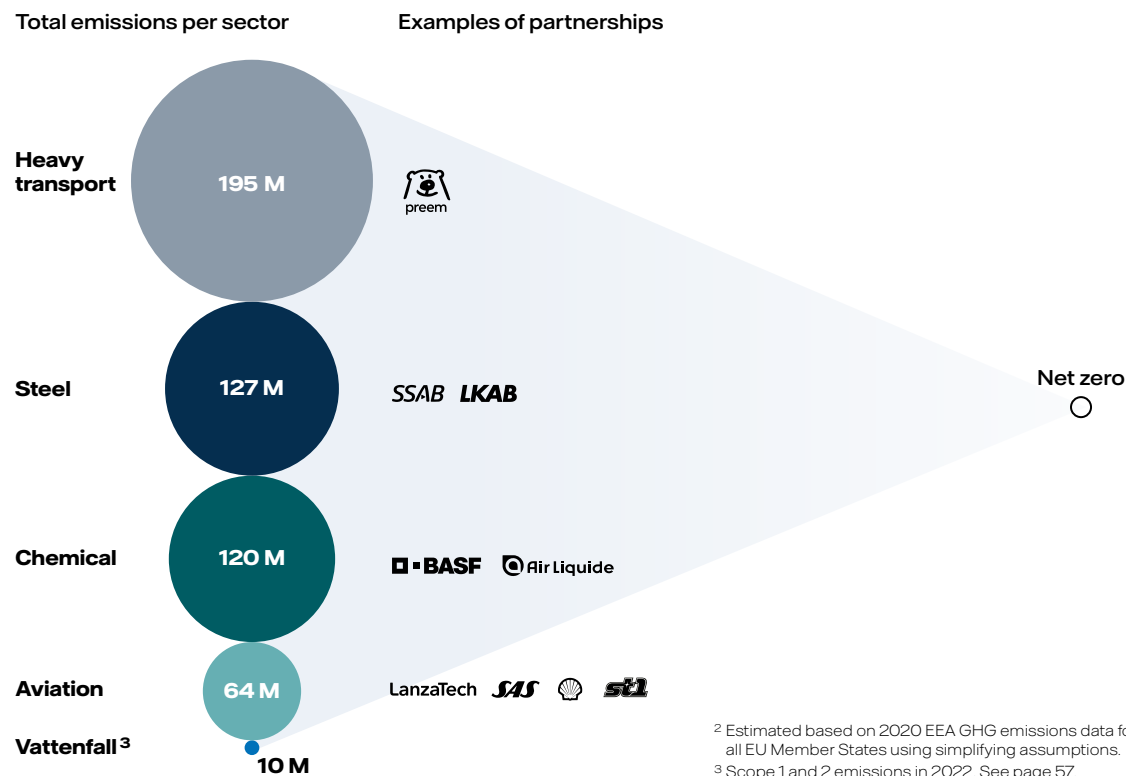 Total emissions per sector
Examples of partnerships
Heavy
transport
195 M
preem
Steel
127 M
SSAB LKAB
Net zero
Chemical
120 M
BASF Air Liquide
Aviation
64 M
LanzaTech SAS st1
Vattenfall 3
10 M
2 Estimated based on 2020 EEA GHG emissions data fo
all EU Member States using simplifying assumptions.
3 Scope 1 and 2 emissions in 2022. See page 57